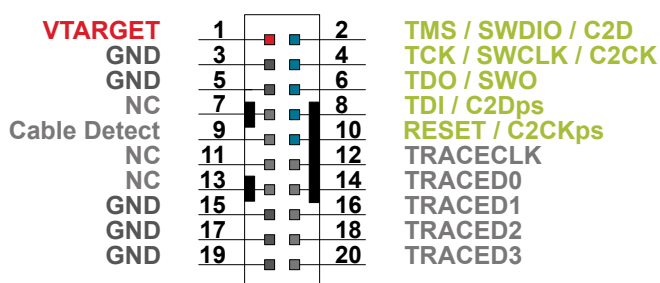 VTARGET 1 2 TMS / SWDIO / C2D
GND 3 4 TCK / SWCLK / C2CK
GND 5 6 TDO / SWO
NC 7 8 TDI / C2Dps
Cable Detect 9 10 RESET / C2CKps
NC 11 12 TRACECLK
NC 13 14 TRACED0
GND 15 16 TRACED1
GND 17 18 TRACED2
GND 19 20 TRACED3